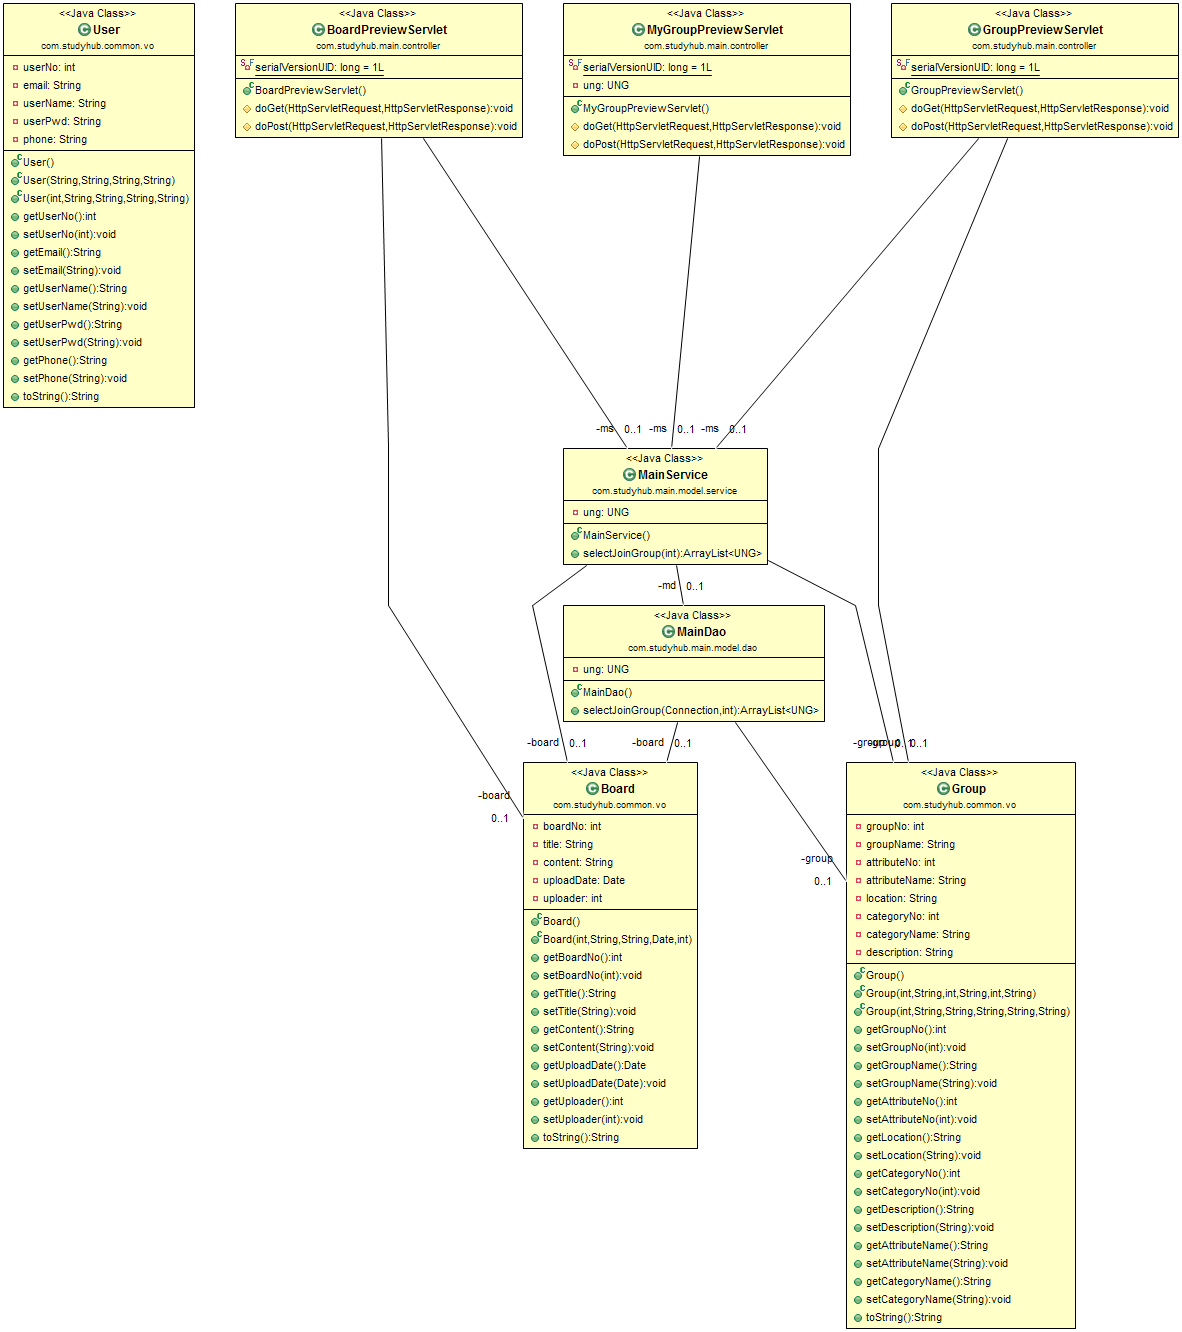 <<Java Class>>
User
com.studyhub.common.vo
userNo: int
email: String
userName: String
userPwd: String
phone: String
User()
User(String,String,String,String)
User(int,String,String,String,String)
getUserNo():int
setUserNo(int):void
getEmail():String
setEmail(String):void
getUserName():String
setUserName(String):void
getUserPwd():String
setUserPwd(String):void
getPhone():String
setPhone(String):void
toString():String
<<Java Class>>
BoardPreviewServlet
com.studyhub.main.controller
serialVersionUID: long = 1L
BoardPreviewServlet()
doGet(HttpServletRequest,HttpServletResponse):void
doPost(HttpServletRequest,HttpServletResponse):void
<<Java Class>>
MyGroupPreviewServlet
com.studyhub.main.controller
serialVersionUID: long = 1L
ung: UNG
MyGroupPreviewServlet()
doGet(HttpServletRequest,HttpServletResponse):void
doPost(HttpServletRequest,HttpServletResponse):void
<<Java Class>>
GroupPreviewServlet
com.studyhub.main.controller
serialVersionUID: long = 1L
GroupPreviewServlet()
doGet(HttpServletRequest,HttpServletResponse):void
doPost(HttpServletRequest,HttpServletResponse):void
-ms 0..1 -ms 0..1 -ms 0..1
<<Java Class>>
MainService
com.studyhub.main.model.service
ung: UNG
MainService()
selectJoinGroup(int):ArrayList<UNG>
-md 0..1
<<Java Class>>
MainDao
com.studyhub.main.model.dao
ung: UNG
MainDao()
selectJoinGroup(Connection,int):ArrayList<UNG>
-board 0..1 -board 0..1
-group -group 0..1 0..1
-board
0..1
-group
0..1
<<Java Class>>
Board
com.studyhub.common.vo
boardNo: int
title: String
content: String
uploadDate: Date
uploader: int
Board()
Board(int,String,String,Date,int)
getBoardNo():int
setBoardNo(int):void
getTitle():String
setTitle(String):void
getContent():String
setContent(String):void
getUploadDate():Date
setUploadDate(Date):void
getUploader():int
setUploader(int):void
toString():String
<<Java Class>>
Group
com.studyhub.common.vo
groupNo: int
groupName: String
attributeNo: int
attributeName: String
location: String
categoryNo: int
categoryName: String
description: String
Group()
Group(int,String,int,String,int,String)
Group(int,String,String,String,String,String)
getGroupNo():int
setGroupNo(int):void
getGroupName():String
setGroupName(String):void
getAttributeNo():int
setAttributeNo(int):void
getLocation():String
setLocation(String):void
getCategoryNo():int
setCategoryNo(int):void
getDescription():String
setDescription(String):void
getAttributeName():String
setAttributeName(String):void
getCategoryName():String
setCategoryName(String):void
toString():String